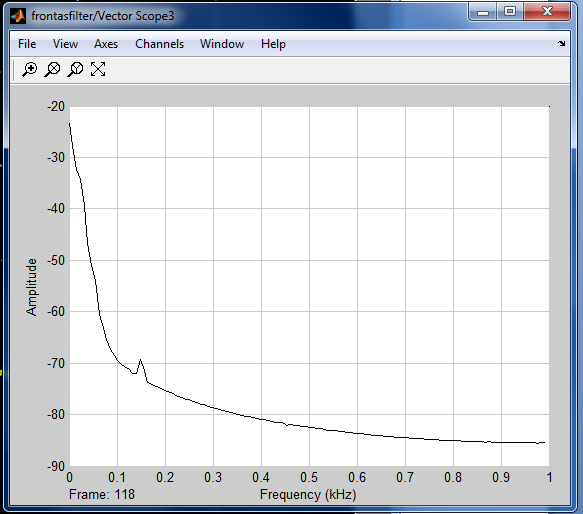 frontasfilter/Vector Scope3
File View Axes Channels Window Help
-20
-30
-40
-50
-60
-70
-80
-90
Amplitude
0 0.1 0.2 0.3 0.4 0.5 0.6 0.7 0.8 0.9 1
Frame: 118 Frequency (kHz)